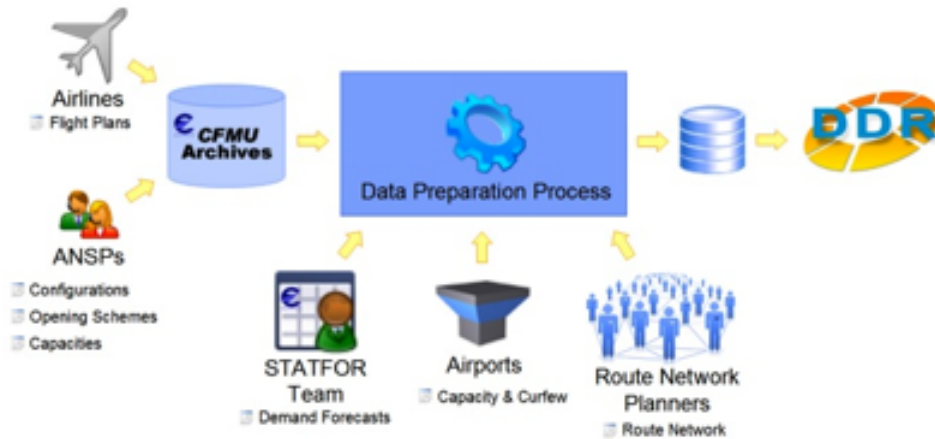 Airlines
Flight Plans
€ CFMU
Archives
ANSPs
Configurations
Opening Schemes
Capacities
Data Preparation Process
DDR
€
STATFOR
Team
Demand Forecasts
Airports
Capacity & Curfew
Route Network
Planners
Route Network